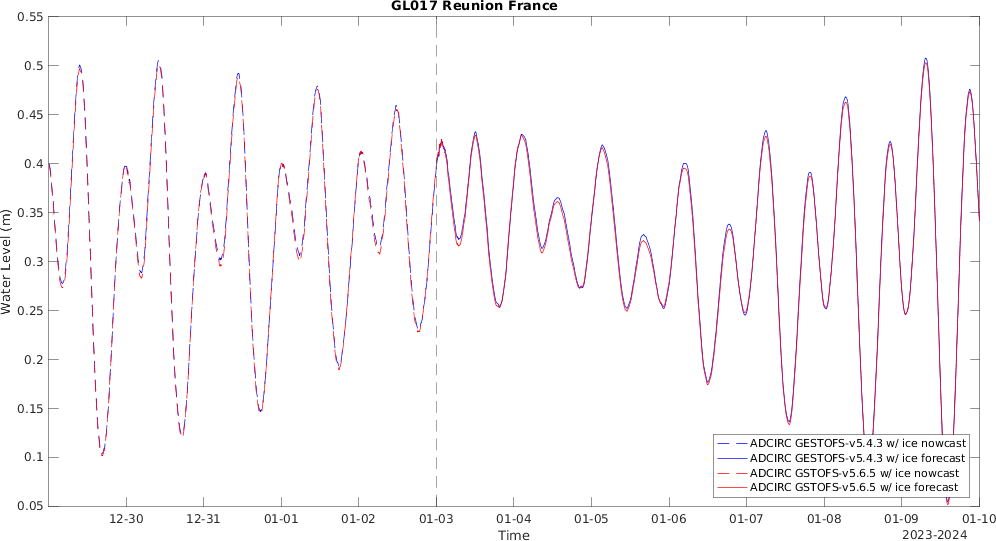 GL017 Reunion France
0.55
0.5
0.45
0.4
0.35
0.3
0.25
0.2
0.15
0.1
0.05
Water Level (m)
ADCIRC GESTOFS-v5.4.3 w/ ice nowcast
ADCIRC GESTOFS-v5.4.3 w/ ice forecast
ADCIRC GSTOFS-v5.6.5 w/ ice nowcast
ADCIRC GSTOFS-v5.6.5 w/ ice forecast
12-30 12-31 01-01 01-02 01-03 01-04 01-05 01-06 01-07 01-08 01-09 01-10
Time
2023-2024